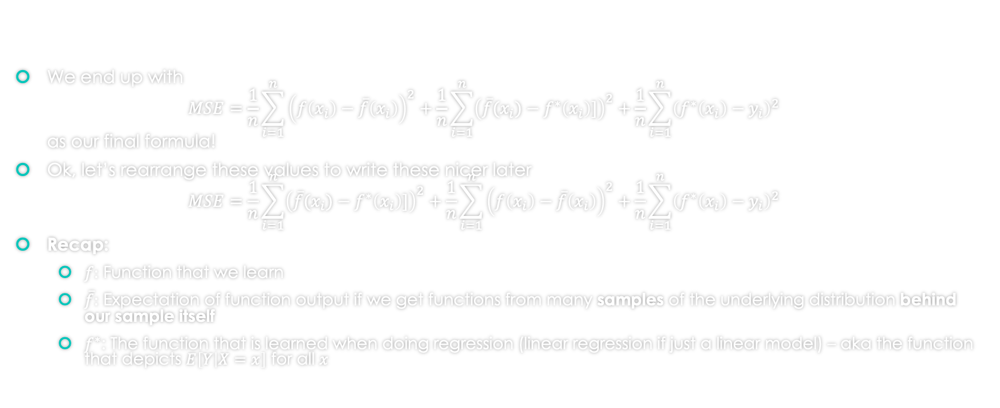 We end up with
MSE = \frac{1}{n}\sum_{i=1}^{n}\left(f(x_i) - \bar{f}(x_i)\right)^2 + \frac{1}{n}\sum_{i=1}^{n}(\bar{f}(x_i) - f^*(x_i)])^2 + \frac{1}{n}\sum_{i=1}^{n}(f^*(x_i) - y_i)^2
as our final formula!
Ok, let's rearrange these values to write these nicer later
MSE = \frac{1}{n}\sum_{i=1}^{n}(\bar{f}(x_i) - f^*(x_i)])^2 + \frac{1}{n}\sum_{i=1}^{n}\left(f(x_i) - \bar{f}(x_i)\right)^2 + \frac{1}{n}\sum_{i=1}^{n}(f^*(x_i) - y_i)^2
Recap:
f: Function that we learn
\bar{f}: Expectation of function output if we get functions from many samples of the underlying distribution behind
our sample itself
f*: The function that is learned when doing regression (linear regression if just a linear model) – aka the function
that depicts E[Y|X = x] for all x